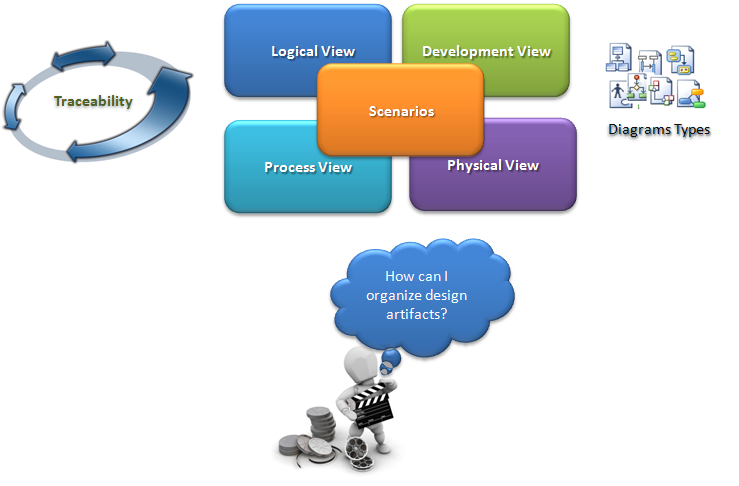 Logical View
Development View
Traceability
Scenarios
Diagrams Types
Process View
Physical View
How can I
organize design
artifacts?